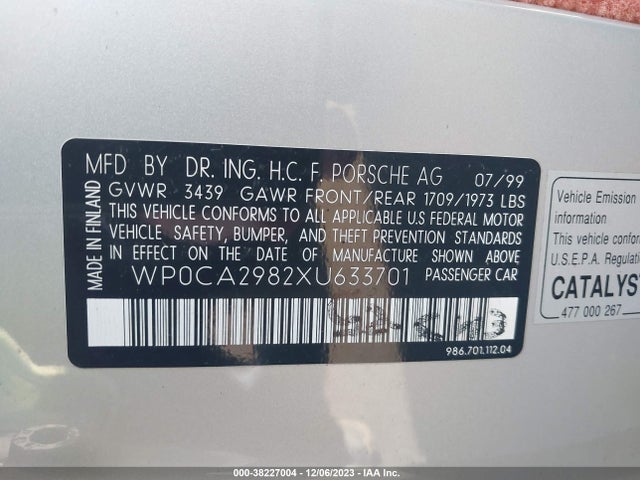 MFD BY DR. ING. H.C. F. PORSCHE AG 07/99
GVWR 3439 GAWR FRONT/REAR 1709/1973 LBS
THIS VEHICLE CONFORMS TO ALL APPLICABLE U.S FEDERAL MOTOR
VEHICLE SAFETY, BUMPER, AND THEFT PREVENTION STANDARDS
IN EFFECT ON THE DATE OF MANUFACTURE SHOWN ABOVE
WP0CA2982XU633701 PASSENGER CAR
986.701.112.04
MADE IN FINLAND
Vehicle Emission
information
This vehicle conforms to
U.S.E.P.A. Regulation
CATALYST
477 000 267
000-38227004 | 12/06/2023 | IAA Inc.